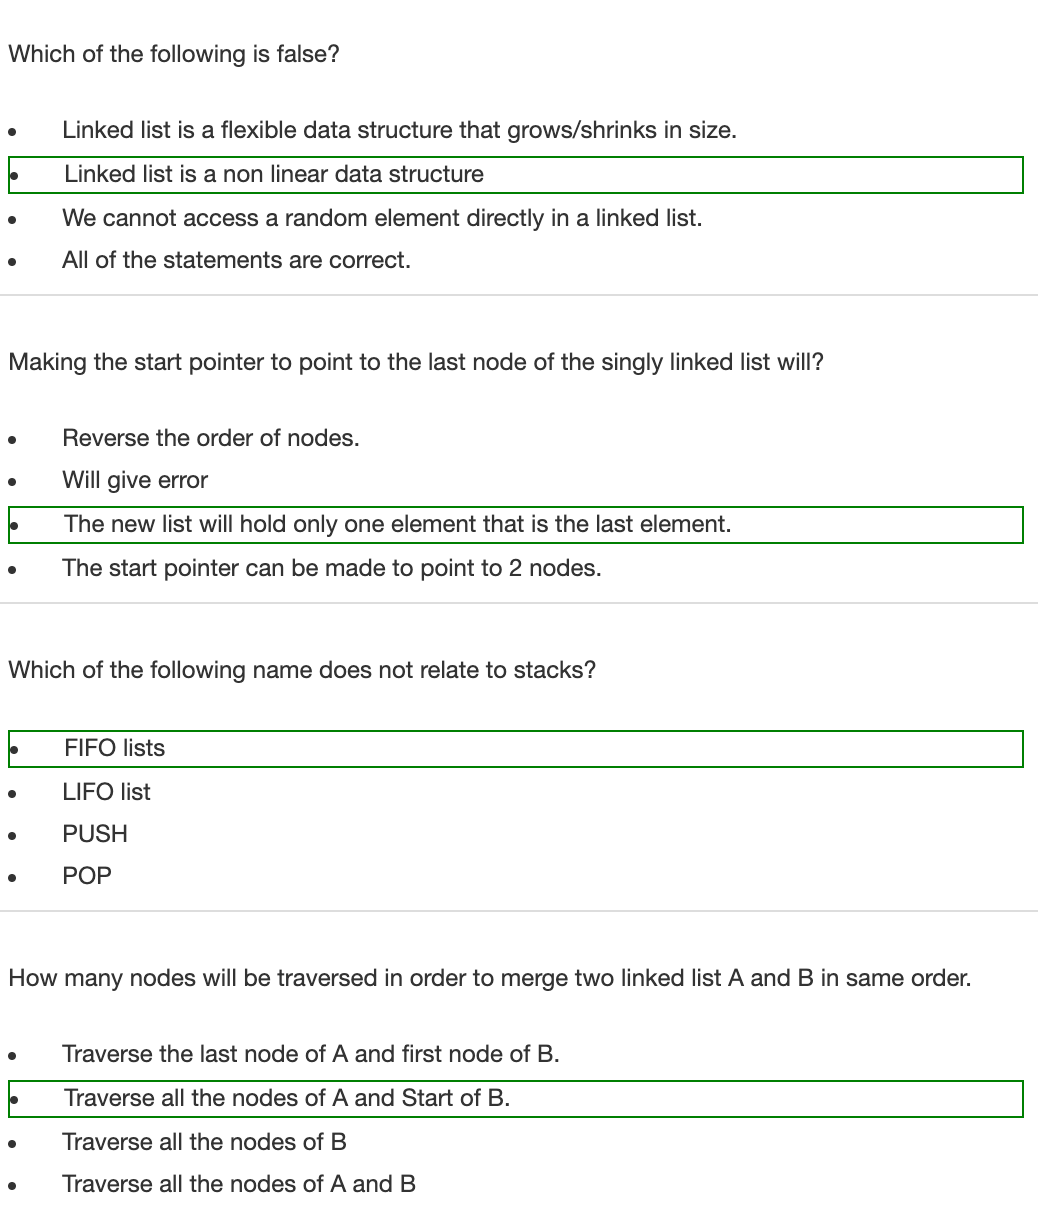 Which of the following is false?
Linked list is a flexible data structure that grows/shrinks in size.
Linked list is a non linear data structure
We cannot access a random element directly in a linked list.
All of the statements are correct.
Making the start pointer to point to the last node of the singly linked list will?
Reverse the order of nodes.
Will give error
The new list will hold only one element that is the last element.
The start pointer can be made to point to 2 nodes.
Which of the following name does not relate to stacks?
FIFO lists
LIFO list
PUSH
POP
How many nodes will be traversed in order to merge two linked list A and B in same order.
Traverse the last node of A and first node of B.
Traverse all the nodes of A and Start of B.
Traverse all the nodes of B
Traverse all the nodes of A and B